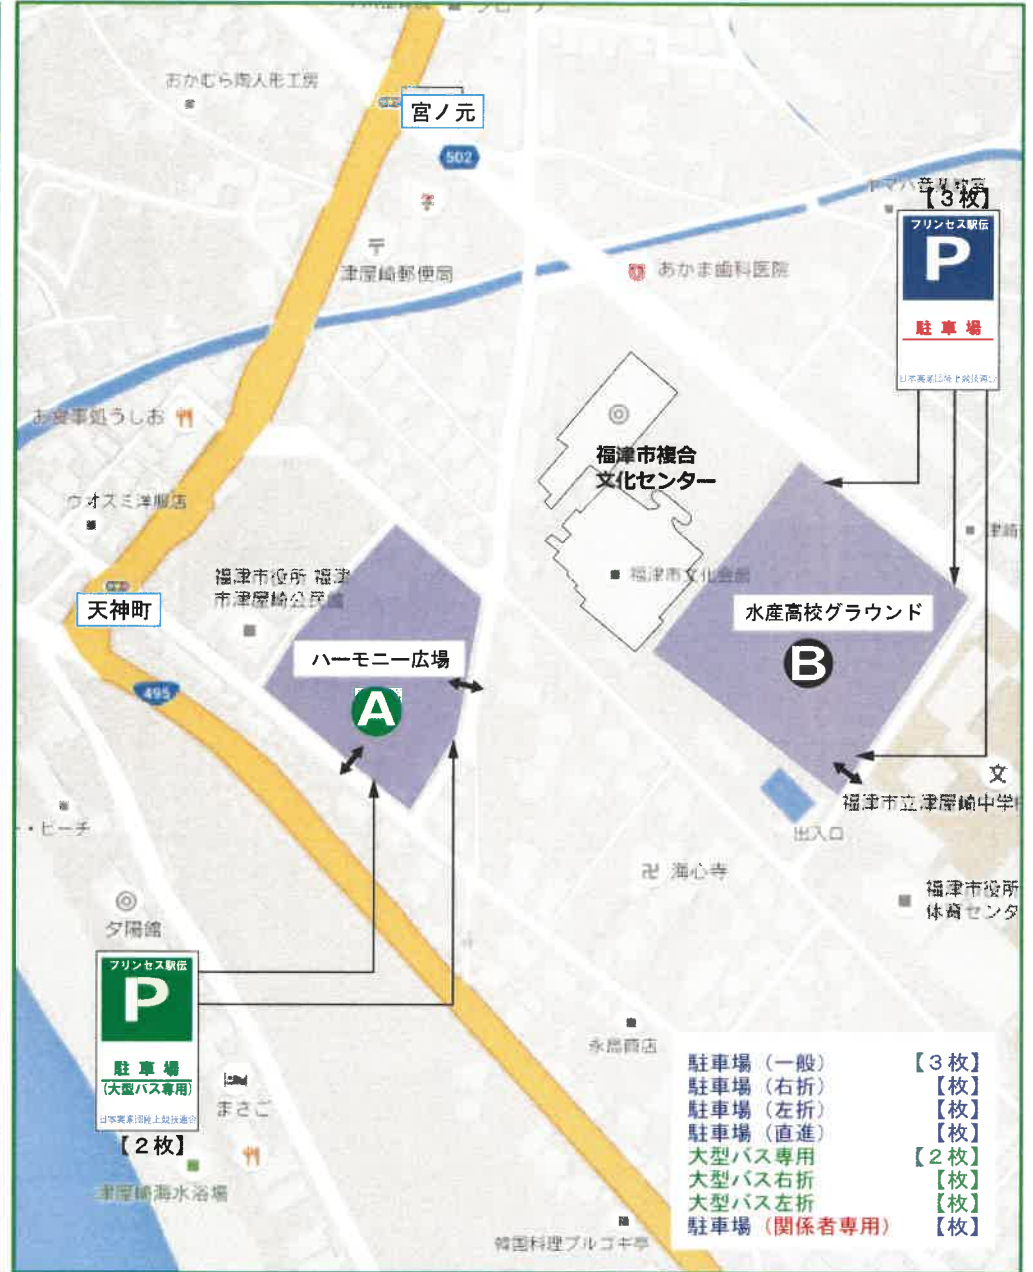 おかむら陶人形工房
宮ノ元
502
津屋崎郵便局
あかま歯科医院
【3枚】
プリンセス駅伝
P
駐車場
お食事処うしお
ウオスミ洋服店
福津市複合
文化センター
福津市文化会館
福津市役所 福津
市津屋崎公民館
天神町
ハーモニー広場
A
水産高校グラウンド
B
495
福津市立津屋崎中学
出入口
卍 海心寺
福津市役所
体育センタ
・ビーチ
夕陽館
プリンセス駅伝
P
駐車場
(大型バス専用)
日本実業団陸上競技連合
【2枚】
まさご
津屋崎海水浴場
永島商店
韓国料理プルコギ亭
駐車場（一般）【3枚】
駐車場（右折）【枚】
駐車場（左折）【枚】
駐車場（直進）【枚】
大型バス専用【2枚】
大型バス右折【枚】
大型バス左折【枚】
駐車場（関係者専用）【枚】